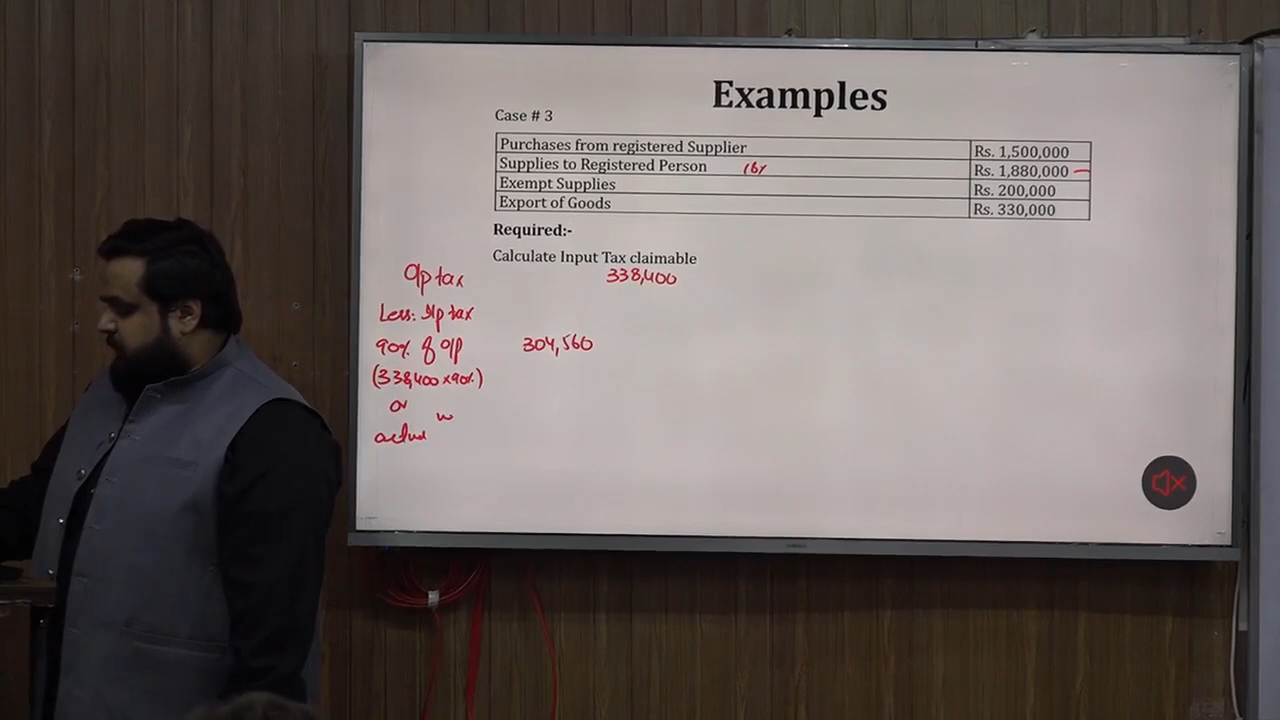 Examples
Case # 3
Purchases from registered Supplier Rs. 1,500,000
Supplies to Registered Person Rs. 1,880,000 —
Exempt Supplies Rs. 200,000
Export of Goods Rs. 330,000
Required:-
Calculate Input Tax claimable
O/p tax 338,400
Less: I/p tax
90% of o/p 304,560
(338,400 x 90%)
or
actual